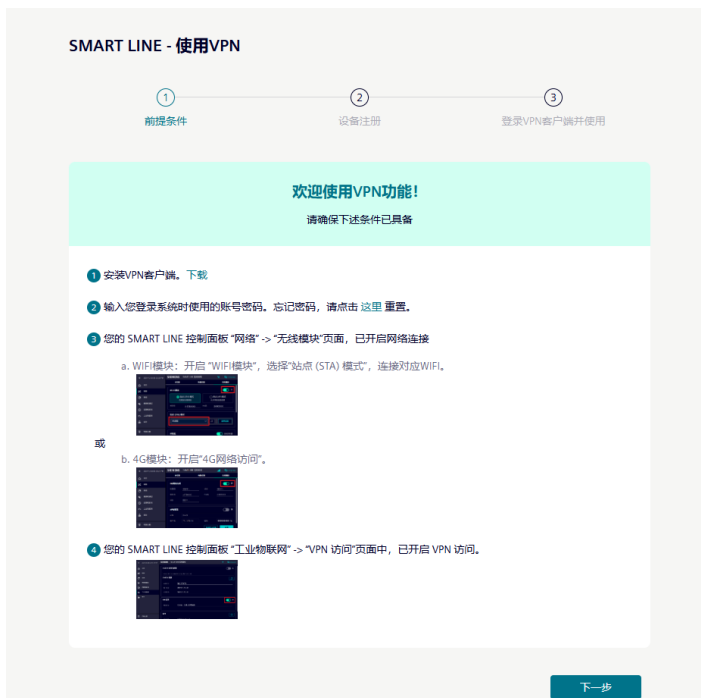 SMART LINE - 使用VPN
1
2
3
前提条件
设备注册
登录VPN客户端并使用
欢迎使用VPN功能！
请确保下述条件已具备
1 安装VPN客户端。下载
2 输入您登录系统时使用的账号密码。忘记密码，请点击 这里 重置。
3 您的 SMART LINE 控制面板 “网络” -> “无线模块”页面，已开启网络连接
a. WIFI模块：开启 “WIFI模块”，选择“站点 (STA) 模式”，连接对应WIFI。
或
b. 4G模块：开启“4G网络访问”。
4 您的 SMART LINE 控制面板 “工业物联网” -> “VPN 访问”页面中，已开启 VPN 访问。
下一步